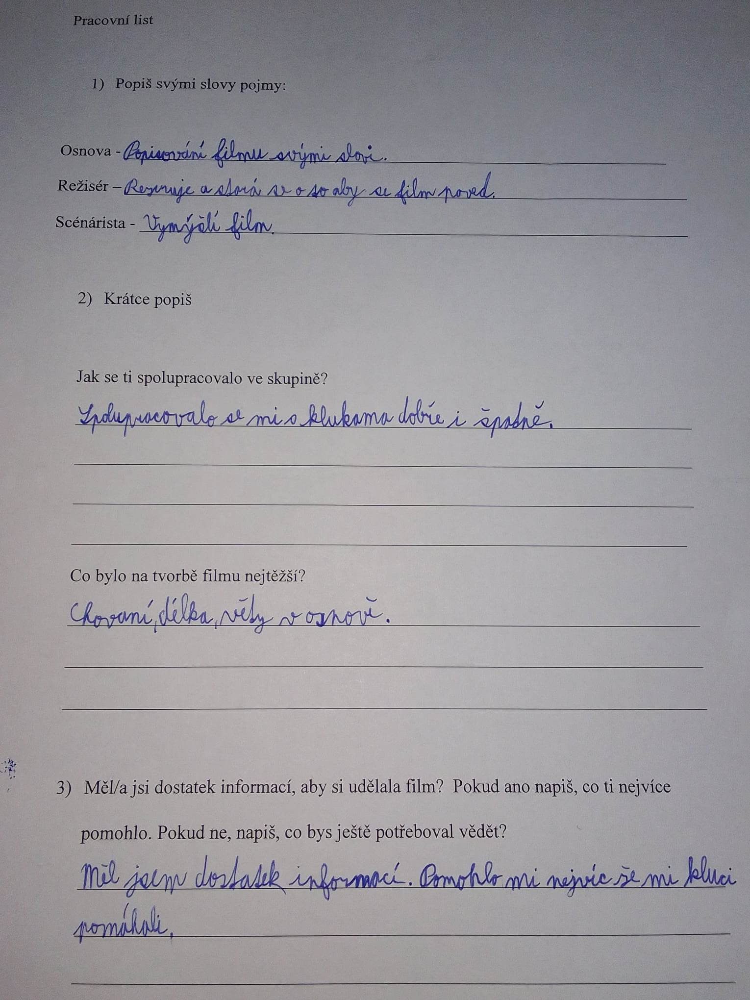 Pracovní list
1) Popiš svými slovy pojmy:
Osnova - Popisování filmu svými slovi.
Režisér – a stará se o to aby se film poved.
Scénárista - Vymýšlí film.
2) Krátce popiš
Jak se ti spolupracovalo ve skupině?
Spolupracovalo se mi s klukama dobře i špadně.
Co bylo na tvorbě filmu nejtěžší?
Chovaní, délka, věty v osnově.
3) Měl/a jsi dostatek informací, aby si udělala film? Pokud ano napiš, co ti nejvíce
pomohlo. Pokud ne, napiš, co bys ještě potřeboval vědět?
Měl jsem dostatek informací. Pomohlo mi nejvíc že mi kluci
pomáhali.